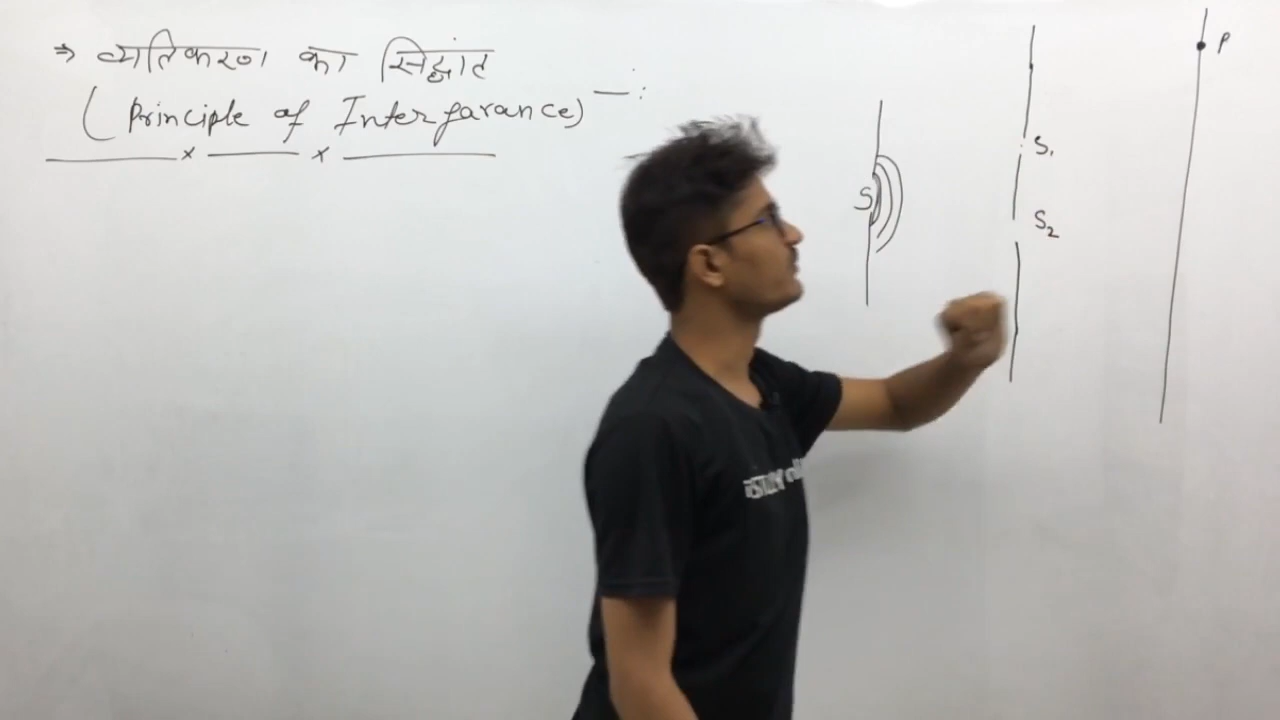 ⇒ व्यतिकरण का सिद्धांत
(Principle of Interfarance) —:
S
S₁
S₂
P